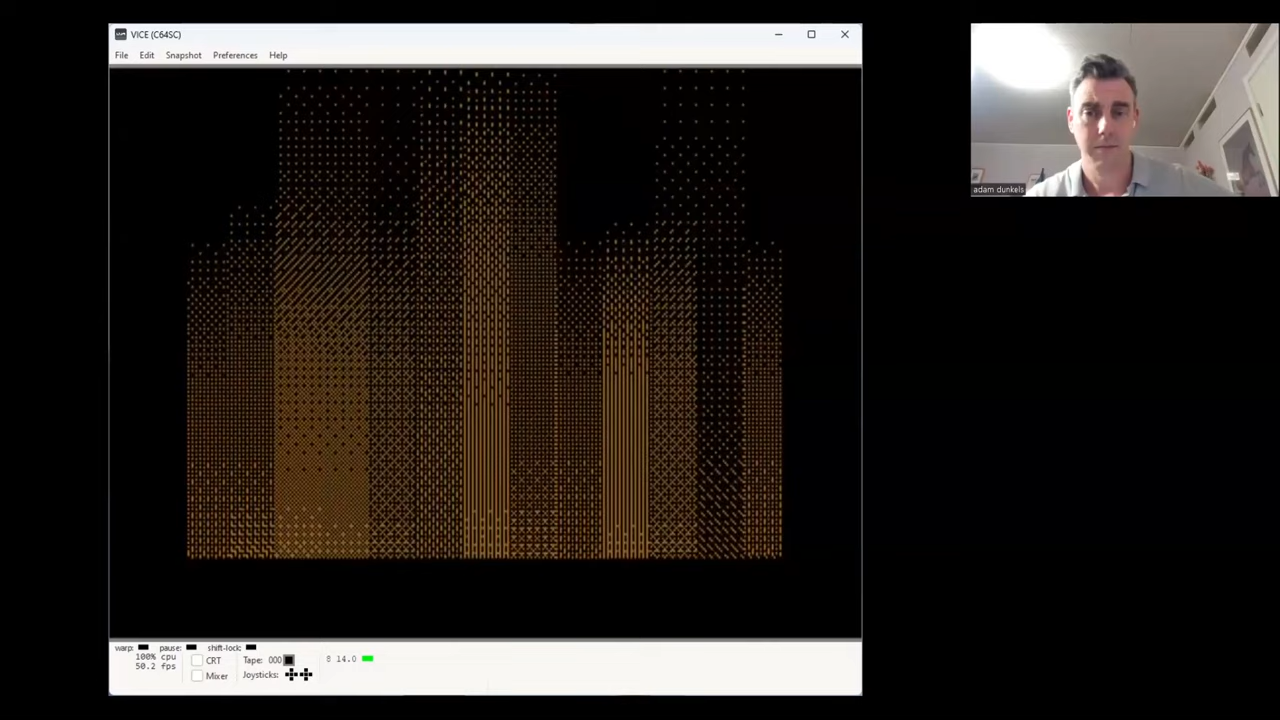 VICE (C64SC)
File Edit Snapshot Preferences Help
adam dunkels
warp: pause: shift-lock:
100% cpu
50.2 fps
CRT
Mixer
Tape: 000
Joysticks:
8 14.0